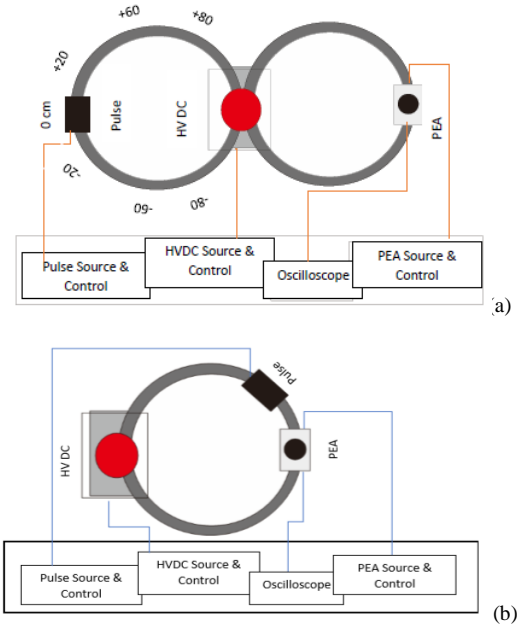 +60
+80
+20
0 cm
Pulse
HV DC
PEA
-20
-60
-80
Pulse Source &
Control
HVDC Source &
Control
Oscilloscope
PEA Source &
Control
(a)
Pulse
HV DC
PEA
Pulse Source &
Control
HVDC Source &
Control
Oscilloscope
PEA Source &
Control
(b)